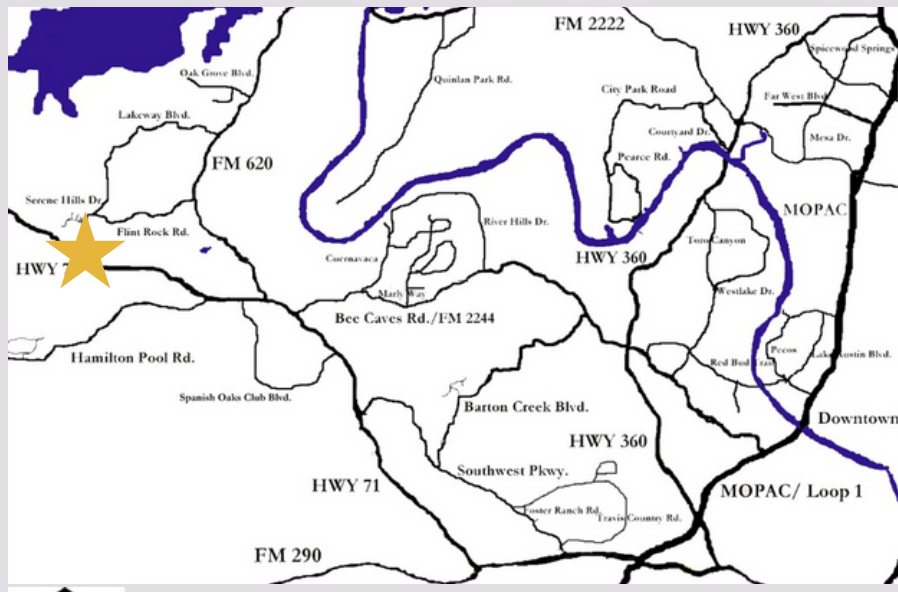 FM 2222
HWY 360
Spicewood Springs
Oak Grove Blvd.
Quinlan Park Rd.
City Park Road
Far West Blvd
Lakeway Blvd.
Courtyard Dr.
Mesa Dr.
FM 620
Pearce Rd.
Serene Hills Dr.
MOPAC
Flint Rock Rd.
River Hills Dr.
Toro Canyon
HWY 360
Cuernavaca
HWY 7
Marly Way
Westlake Dr.
Bee Caves Rd./FM 2244
Hamilton Pool Rd.
Pecos
Lake Austin Blvd.
Red Bud Trail
Spanish Oaks Club Blvd.
Barton Creek Blvd.
Downtown
HWY 360
Southwest Pkwy.
HWY 71
MOPAC/ Loop 1
Foster Ranch Rd.
Travis Country Rd.
FM 290